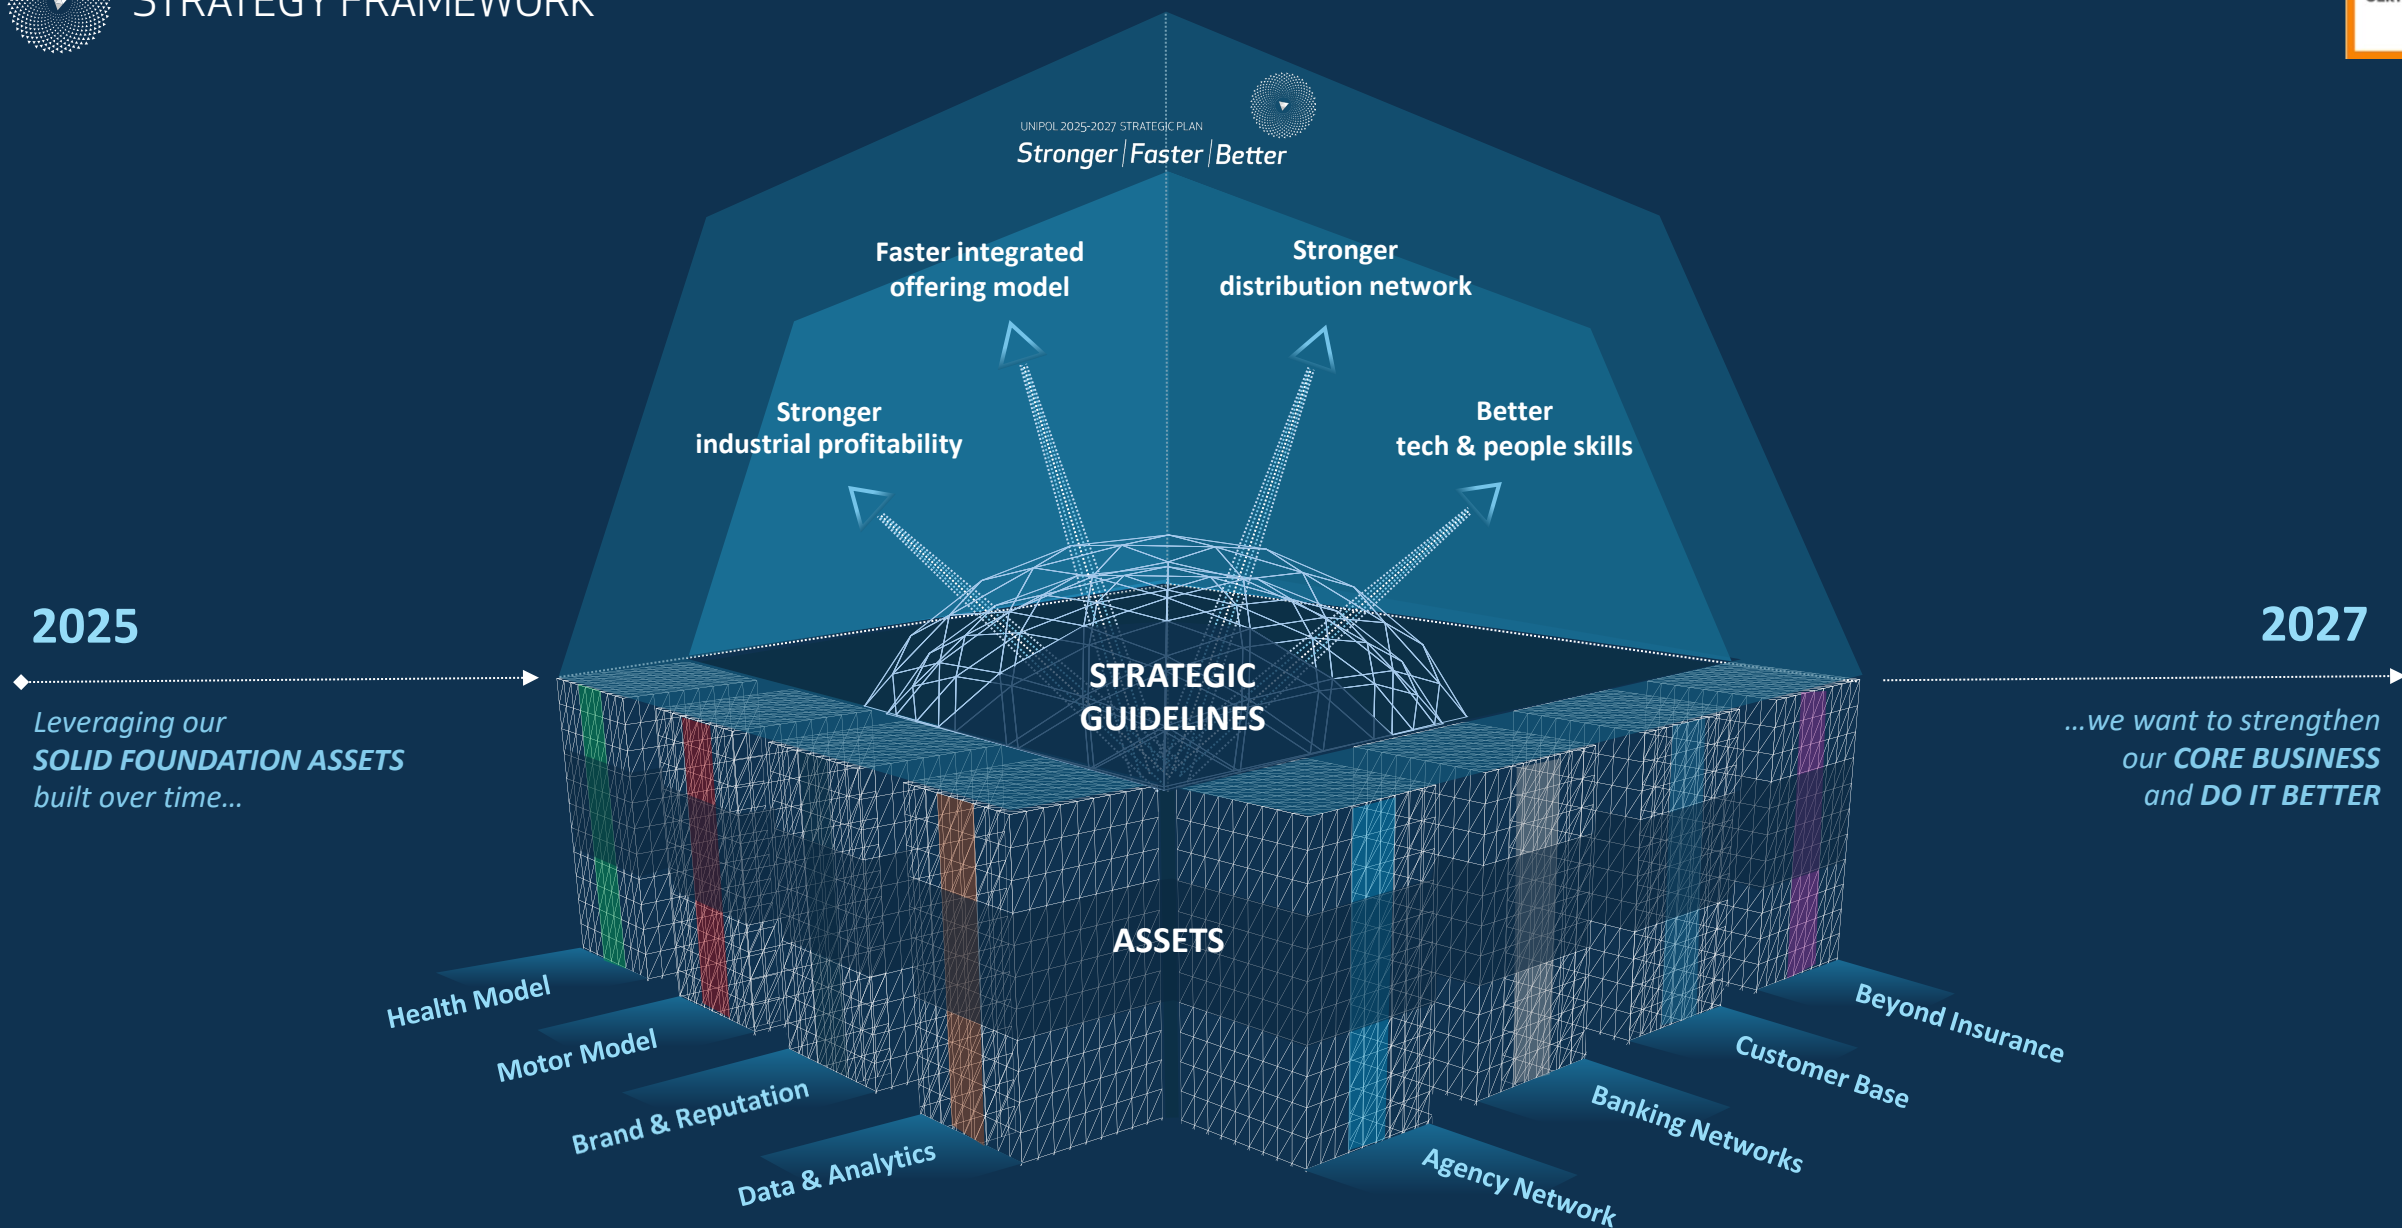 STRATEGY FRAMEWORK
UNIPOL 2025-2027 STRATEGIC PLAN
Stronger | Faster | Better
Faster integrated
offering model
Stronger
distribution network
Stronger
industrial profitability
Better
tech & people skills
2025
Leveraging our
SOLID FOUNDATION ASSETS
built over time...
2027
...we want to strengthen
our CORE BUSINESS
and DO IT BETTER
STRATEGIC
GUIDELINES
ASSETS
Health Model
Motor Model
Brand & Reputation
Data & Analytics
Agency Network
Banking Networks
Customer Base
Beyond Insurance